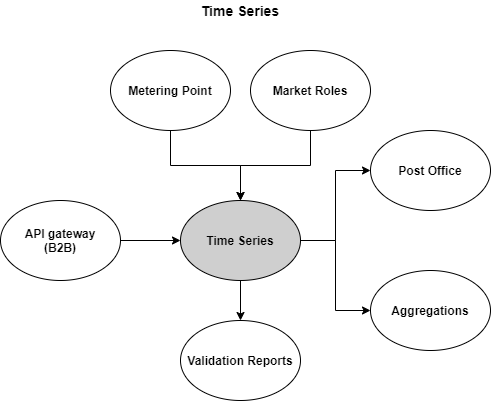 Time Series
Metering Point
Market Roles
Post Office
API gateway
(B2B)
Time Series
Aggregations
Validation Reports